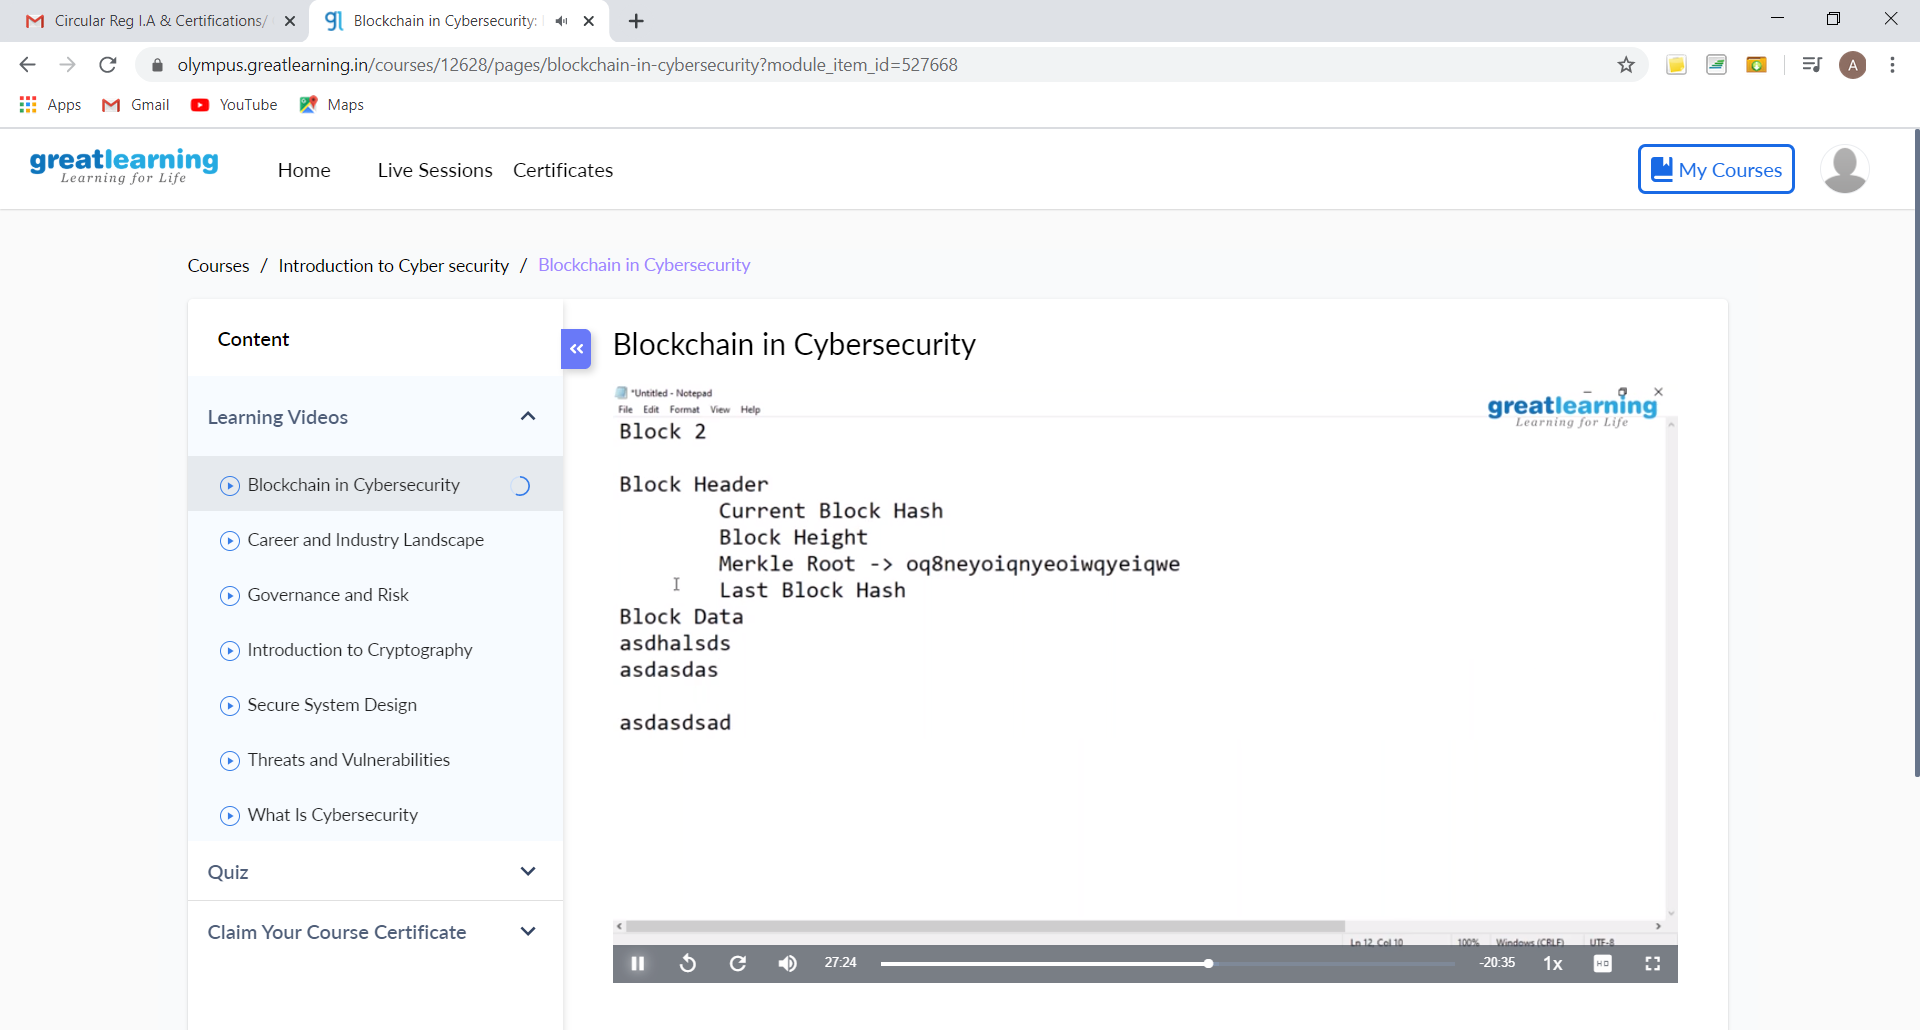 Circular Reg I.A & Certifications/
Blockchain in Cybersecurity:
olympus.greatlearning.in/courses/12628/pages/blockchain-in-cybersecurity?module_item_id=527668
A
Apps Gmail YouTube Maps
greatlearning
Learning for Life
Home Live Sessions Certificates
My Courses
Courses / Introduction to Cyber security / Blockchain in Cybersecurity
Content
Learning Videos
Blockchain in Cybersecurity
Career and Industry Landscape
Governance and Risk
Introduction to Cryptography
Secure System Design
Threats and Vulnerabilities
What Is Cybersecurity
Quiz
Claim Your Course Certificate
Blockchain in Cybersecurity
*Untitled - Notepad
File Edit Format View Help
greatlearning
Learning for Life
Block 2
Block Header
Current Block Hash
Block Height
Merkle Root -> oq8neyoiqnyeoiwqyeiqwe
Last Block Hash
Block Data
asdhalsds
asdasdas
asdasdsad
Ln 12, Col 10 100% Windows (CRLF) UTF-8
27:24 -20:35 1x HD